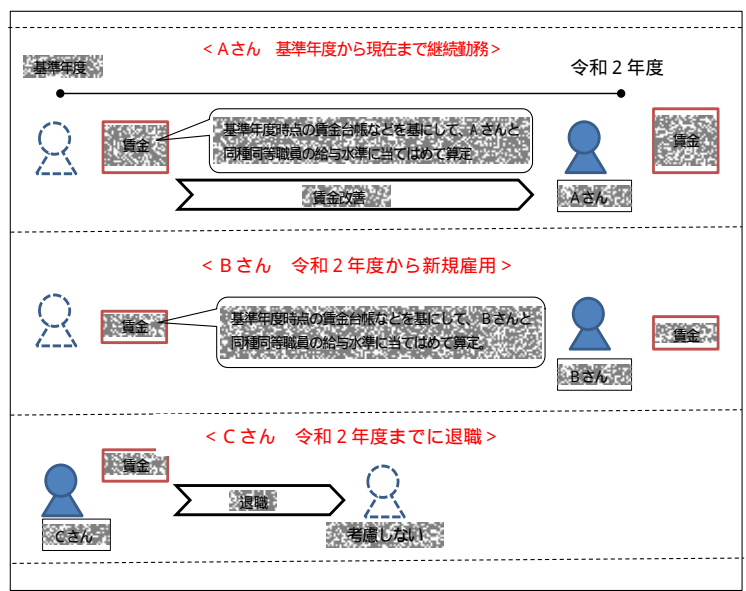 <Aさん 基準年度から現在まで継続勤務>
基準年度
令和2年度
賃金
基準年度時点の賃金台帳などを基にして、Aさんと
同種同等職員の給与水準に当てはめて算定
賃金
賃金改善
Aさん
<Bさん 令和2年度から新規雇用>
賃金
基準年度時点の賃金台帳などを基にして、Bさんと
同種同等職員の給与水準に当てはめて算定。
賃金
Bさん
<Cさん 令和2年度までに退職>
賃金
退職
Cさん
考慮しない